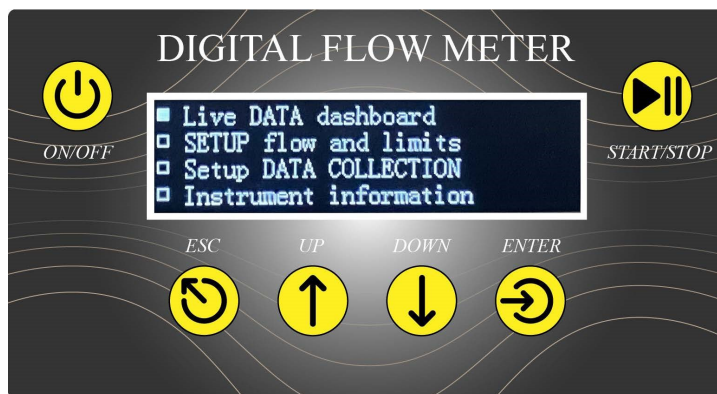 DIGITAL FLOW METER
Live DATA dashboard
ON/OFF
SETUP flow and limits
START/STOP
Setup DATA COLLECTION
Instrument information
ESC UP DOWN ENTER